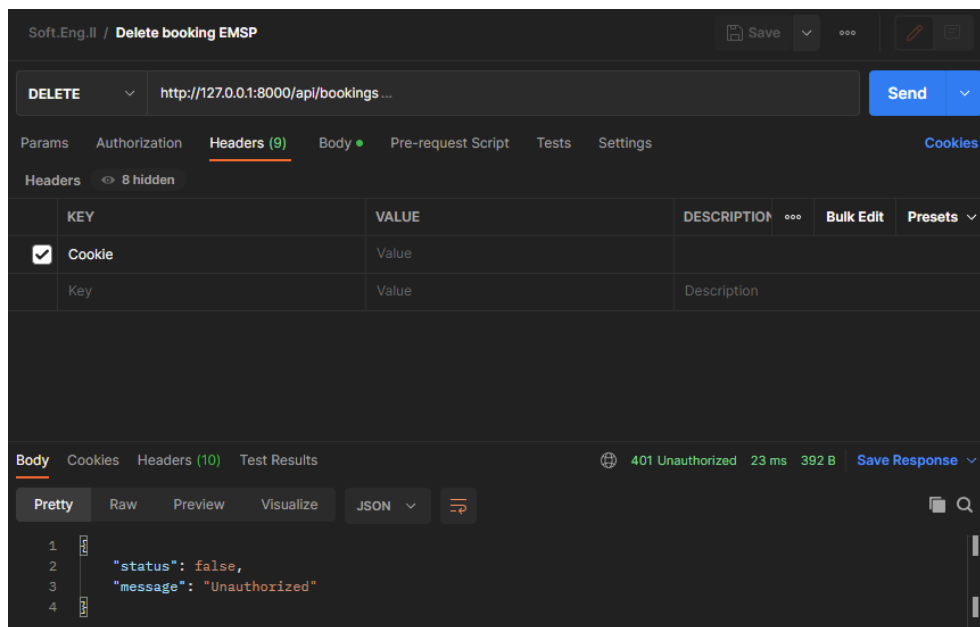 Soft.Eng.II / Delete booking EMSP Save
DELETE http://127.0.0.1:8000/api/bookings ... Send
Params Authorization Headers (9) Body Pre-request Script Tests Settings Cookies
Headers 8 hidden
KEY VALUE DESCRIPTION Bulk Edit Presets
Cookie Value
Key Value Description
Body Cookies Headers (10) Test Results 401 Unauthorized 23 ms 392 B Save Response
Pretty Raw Preview Visualize JSON
1 {
2 "status": false,
3 "message": "Unauthorized"
4 }